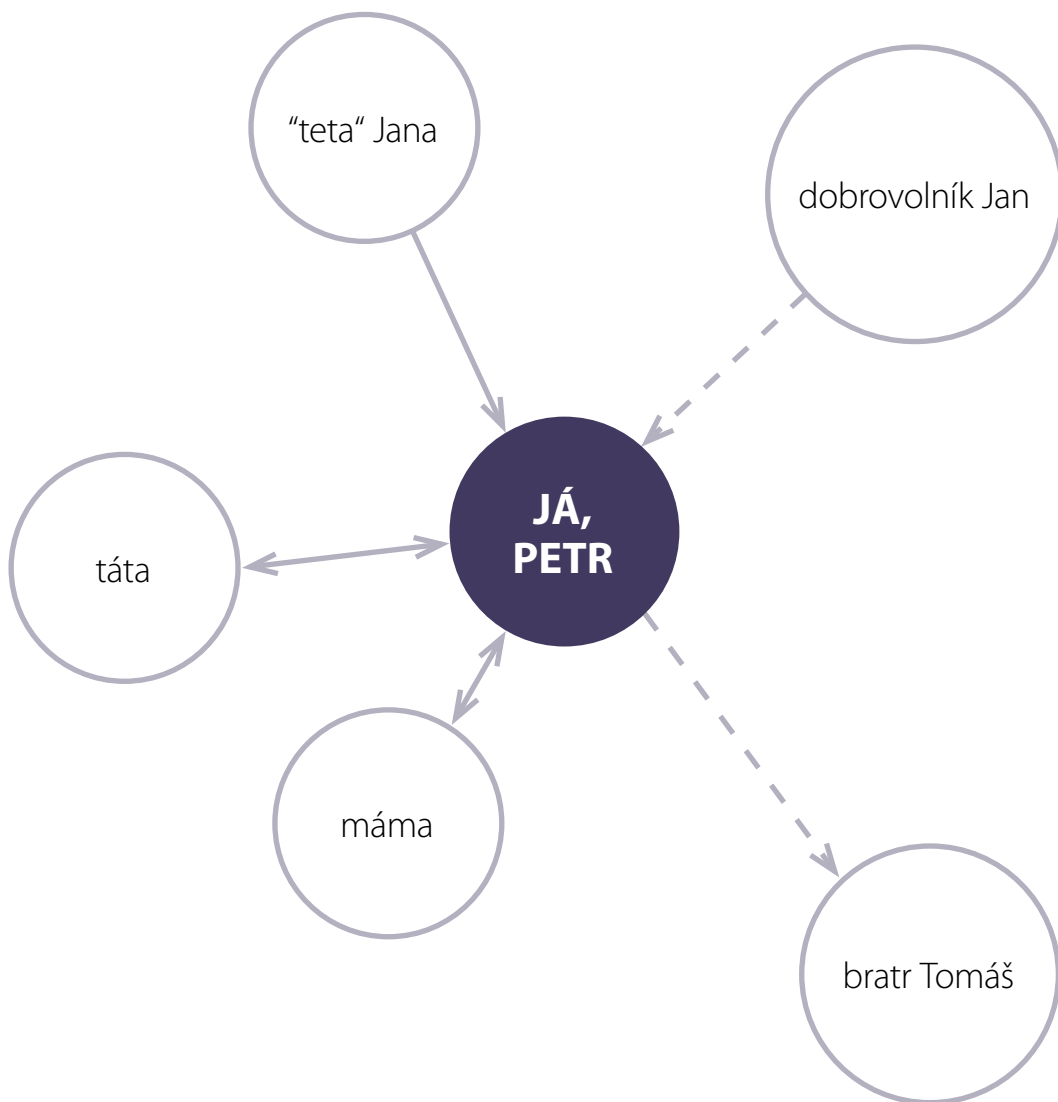 “teta“ Jana
dobrovolník Jan
JÁ,
PETR
táta
máma
bratr Tomáš